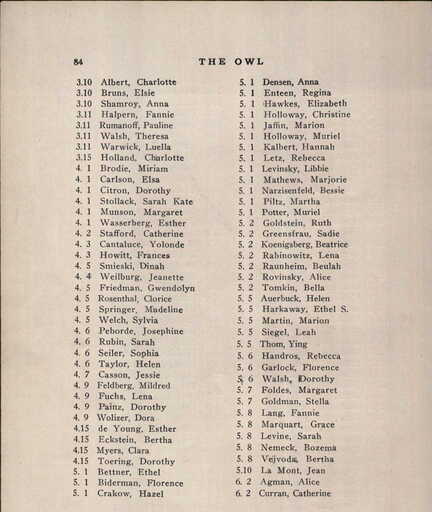 84
THE OWL
3.10 Albert, Charlotte
3.10 Bruns, Elsie
3.10 Shamroy, Anna
3.11 Halpern, Fannie
3.11 Rumanoff, Pauline
3.11 Walsh, Theresa
3.11 Warwick, Luella
3.15 Holland, Charlotte
4. 1 Brodie, Miriam
4. 1 Carlson, Elsa
4. 1 Citron, Dorothy
4. 1 Stollack, Sarah Kate
4. 1 Munson, Margaret
4. 1 Wasserberg, Esther
4. 2 Stafford, Catherine
4. 3 Cantaluce, Yolonde
4. 3 Howitt, Frances
4. 5 Smieski, Dinah
4. 4 Weilburg, Jeanette
4. 5 Friedman, Gwendolyn
4. 5 Rosenthal, Clorice
4. 5 Springer, Madeline
4. 5 Welch, Sylvia
4. 6 Peborde, Josephine
4. 6 Rubin, Sarah
4. 6 Seiler, Sophia
4. 6 Taylor, Helen
4. 7 Casson, Jessie
4. 9 Feldberg, Mildred
4. 9 Fuchs, Lena
4. 9 Painz, Dorothy
4. 9 Wolizer, Dora
4.15 de Young, Esther
4.15 Eckstein, Bertha
4.15 Myers, Clara
4.15 Toering, Dorothy
5. 1 Bettner, Ethel
5. 1 Biderman, Florence
5. 1 Crakow, Hazel
5. 1 Densen, Anna
5. 1 Enteen, Regina
5. 1 Hawkes, Elizabeth
5. 1 Holloway, Christine
5. 1 Jaffin, Marion
5. 1 Holloway, Muriel
5. 1 Kalbert, Hannah
5. 1 Letz, Rebecca
5. 1 Levinsky, Libbie
5. 1 Mathews, Marjorie
5. 1 Narzisenfeld, Bessie
5. 1 Piltz, Martha
5. 1 Potter, Muriel
5. 2 Goldstein, Ruth
5. 2 Greensfrau, Sadie
5. 2 Koenigsberg, Beatrice
5. 2 Rabinowitz, Lena
5. 2 Raunheim, Beulah
5. 2 Rovinsky, Alice
5. 2 Tomkin, Bella
5. 5 Auerbuck, Helen
5. 5 Harkaway, Ethel S.
5. 5 Martin, Marion
5. 5 Siegel, Leah
5. 5 Thom, Ying
5. 6 Handros, Rebecca
5. 6 Garlock, Florence
5. 6 Walsh, Dorothy
5. 7 Foldes, Margaret
5. 7 Goldman, Stella
5. 8 Lang, Fannie
5. 8 Marquart, Grace
5. 8 Levine, Sarah
5. 8 Nemeck, Bozema
5. 8 Vejvoda, Bertha
5.10 La Mont, Jean
6. 2 Agman, Alice
6. 2 Curran, Catherine